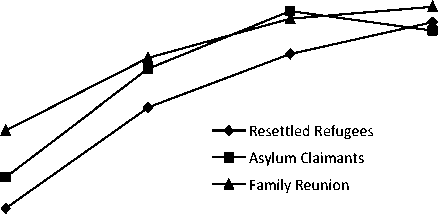 Resettled Refugees
Asylum Claimants
Family Reunion